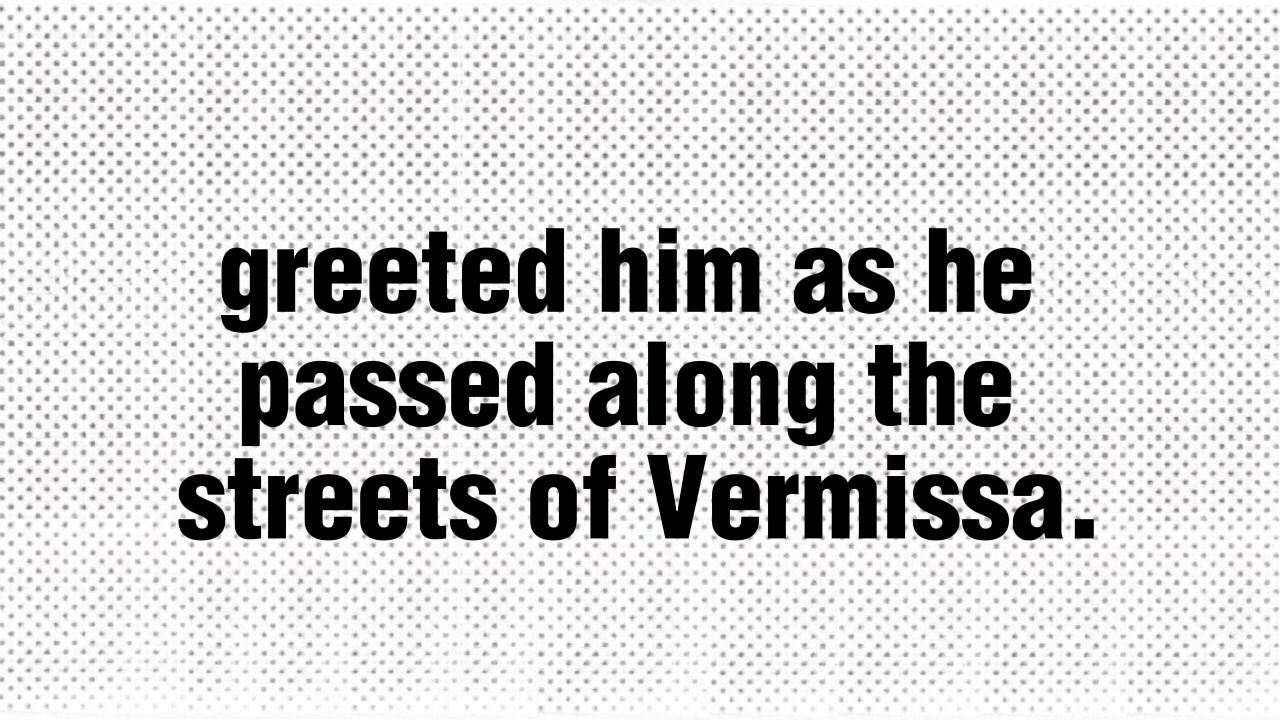 greeted him as he
passed along the
streets of Vermissa.